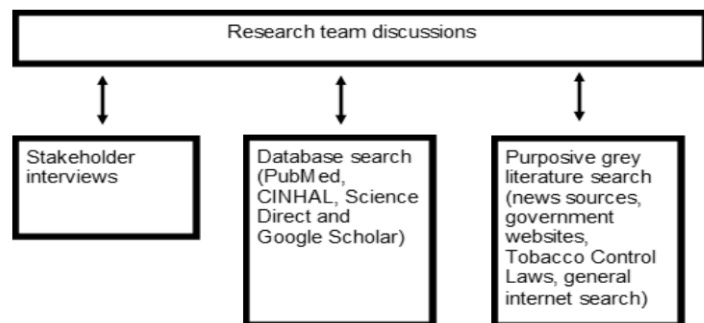 Research team discussions
Stakeholder
interviews
Database search
(PubMed,
CINHAL, Science
Direct and
Google Scholar)
Purposive grey
literature search
(news sources,
government
websites,
Tobacco Control
Laws, general
internet search)